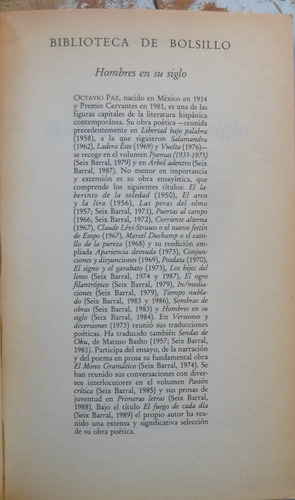 BIBLIOTECA DE BOLSILLO
Hombres en su siglo
OCTAVIO PAZ, nacido en México en 1914
y Premio Cervantes en 1981, es una de
las figuras capitales de la literatura hispánica
contemporánea. Su obra poética —reunida
precedentemente en Libertad bajo palabra
(1958), a la que siguieron Salamandra
(1962), Ladera Este (1969) y Vuelta (1976)—
se recoge en el volumen Poemas (1935-1975)
(Seix Barral, 1979) y en Árbol adentro (Seix
Barral, 1987). No menor en importancia
y extensión es su obra ensayística, que
comprende los siguientes títulos: El la-
berinto de la soledad (1950), El arco
y la lira (1956), Las peras del olmo
(1957; Seix Barral, 1971), Puertas al campo
(1966; Seix Barral, 1972), Corriente alterna
(1967), Claude Lévi-Strauss o el nuevo festín
de Esopo (1967), Marcel Duchamp o el casti-
llo de la pureza (1968) y su reedición am-
pliada Apariencia desnuda (1973), Conjun-
ciones y disyunciones (1969), Posdata (1970),
El signo y el garabato (1973), Los hijos del
limo (Seix Barral, 1974 y 1987), El ogro
filantrópico (Seix Barral, 1979), In/media-
ciones (Seix Barral, 1979), Tiempo nubla-
do (Seix Barral, 1983 y 1986), Sombras de
obras (Seix Barral, 1983) y Hombres en su
siglo (Seix Barral, 1984). En Versiones y
diversiones (1973) reunió sus traducciones
poéticas. Ha traducido también Sendas de
Oku, de Matsuo Basho (1957; Seix Barral,
1981). Participa del ensayo, de la narración
y del poema en prosa su fundamental obra
El Mono Gramático (Seix Barral, 1974). Se
han reunido sus conversaciones con diver-
sos interlocutores en el volumen Pasión
crítica (Seix Barral, 1985) y sus prosas de
juventud en Primeras letras (Seix Barral,
1988). Bajo el título El fuego de cada día
(Seix Barral, 1989) el propio autor ha reu-
nido una extensa y significativa selección
de su obra poética.